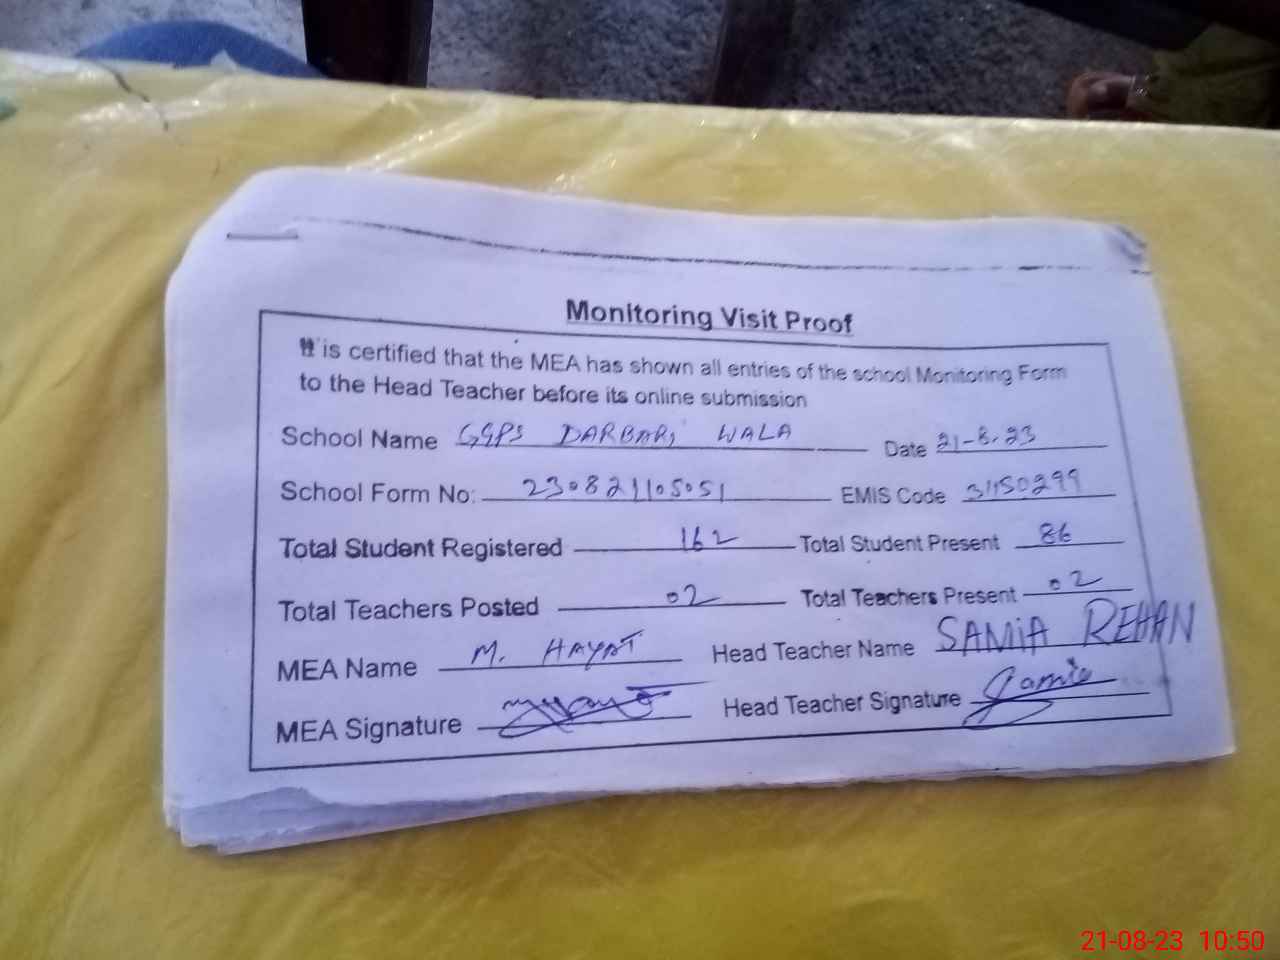 Monitoring Visit Proof
It is certified that the MEA has shown all entries of the school Monitoring Form
to the Head Teacher before its online submission
School Name GGPS DARBARI WALA Date 21-8-23
School Form No: 230821105051 EMIS Code 31150299
Total Student Registered 162 Total Student Present 86
Total Teachers Posted 02 Total Teachers Present 02
MEA Name M. HAYAT Head Teacher Name SAMIA REHAN
MEA Signature Head Teacher Signature Samia
21-08-23 10:50